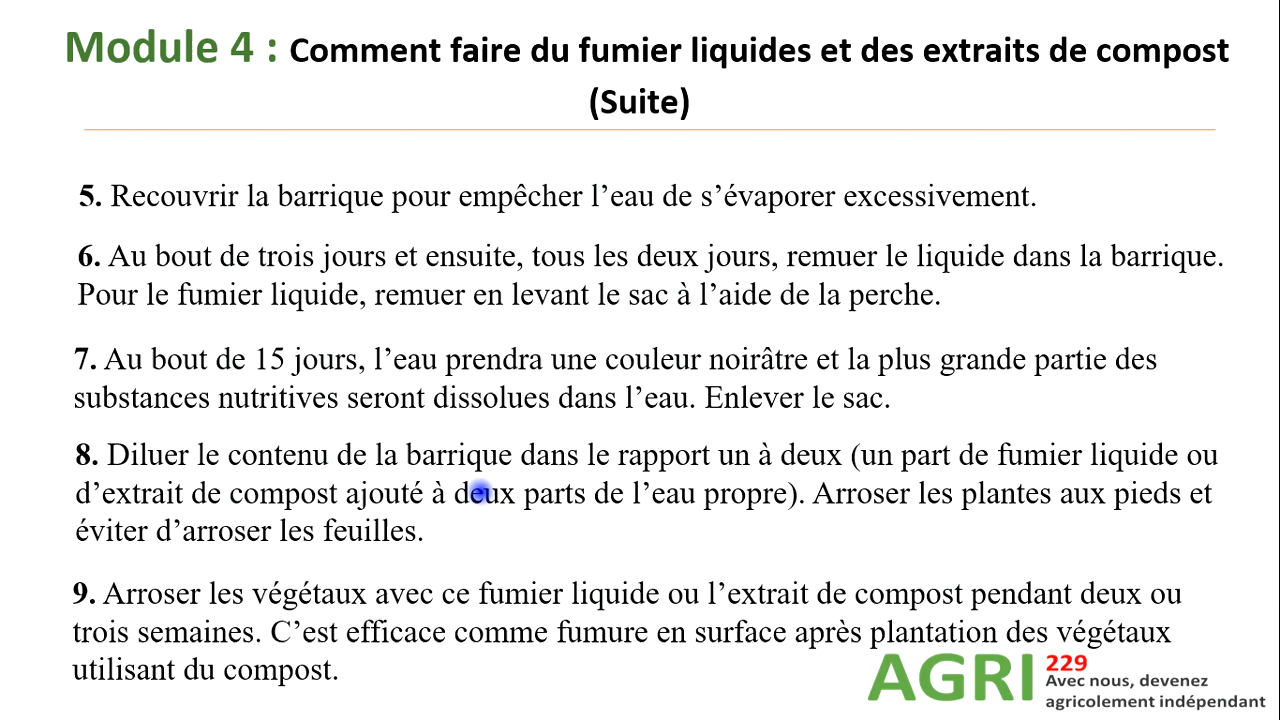 Module 4 : Comment faire du fumier liquides et des extraits de compost
(Suite)
5. Recouvrir la barrique pour empêcher l’eau de s’évaporer excessivement.
6. Au bout de trois jours et ensuite, tous les deux jours, remuer le liquide dans la barrique.
Pour le fumier liquide, remuer en levant le sac à l’aide de la perche.
7. Au bout de 15 jours, l’eau prendra une couleur noirâtre et la plus grande partie des
substances nutritives seront dissolues dans l’eau. Enlever le sac.
8. Diluer le contenu de la barrique dans le rapport un à deux (un part de fumier liquide ou
d’extrait de compost ajouté à deux parts de l’eau propre). Arroser les plantes aux pieds et
éviter d’arroser les feuilles.
9. Arroser les végétaux avec ce fumier liquide ou l’extrait de compost pendant deux ou
trois semaines. C’est efficace comme fumure en surface après plantation des végétaux
utilisant du compost.
AGRI 229
Avec nous, devenez
agricolement indépendant